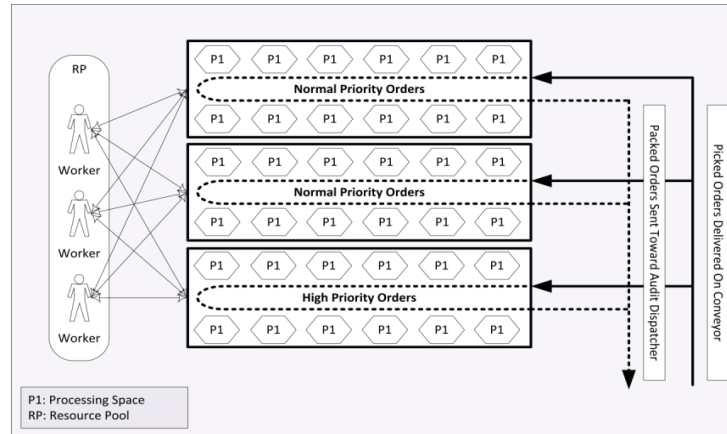 RP
Worker
Worker
Worker
P1 P1 P1 P1 P1 P1
Normal Priority Orders
P1 P1 P1 P1 P1 P1
P1 P1 P1 P1 P1 P1
Normal Priority Orders
P1 P1 P1 P1 P1 P1
P1 P1 P1 P1 P1 P1
High Priority Orders
P1 P1 P1 P1 P1 P1
Packed Orders Sent Toward Audit Dispatcher
Picked Orders Delivered On Conveyor
P1: Processing Space
RP: Resource Pool